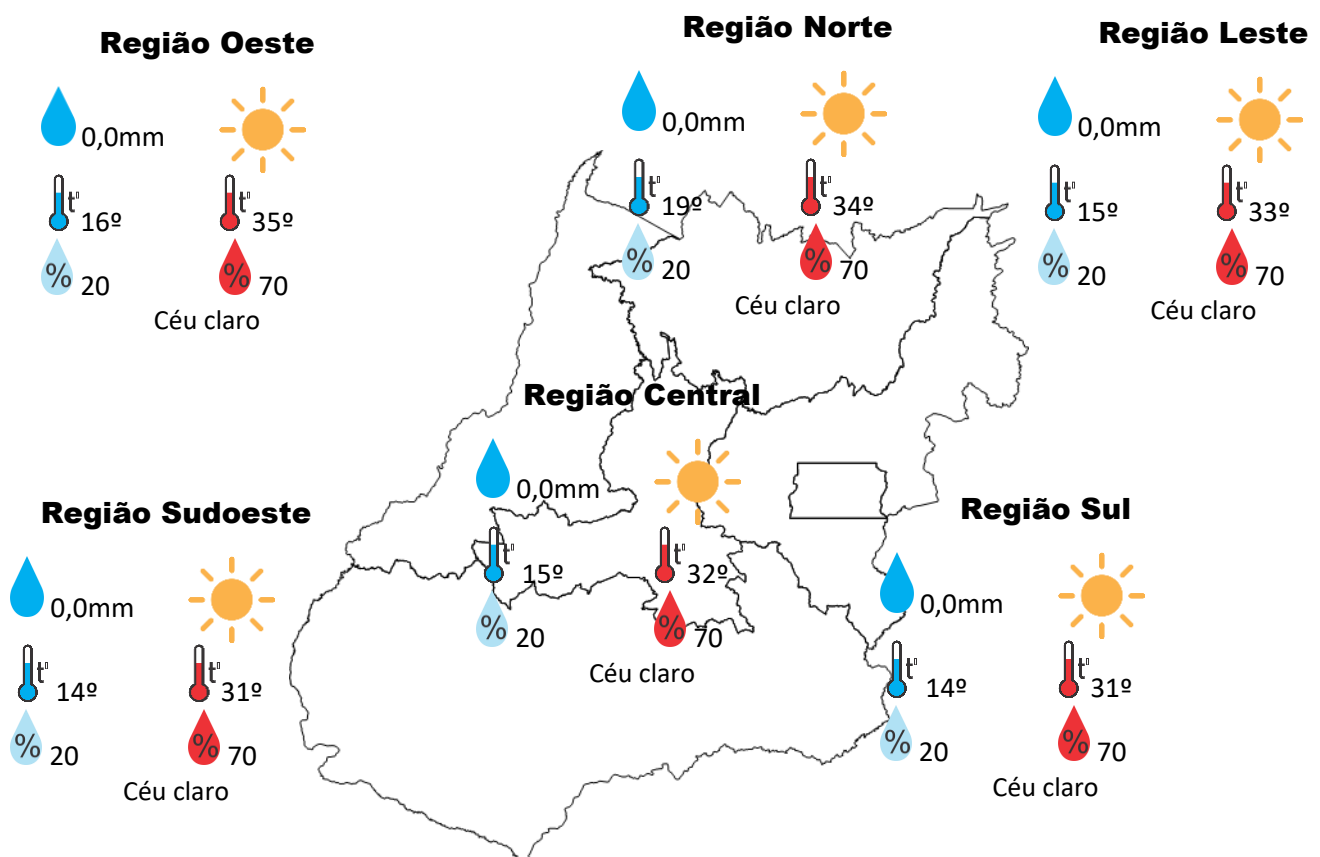 Região Oeste
0,0mm
t°
16º
35º
% 20
% 70
Céu claro
Região Norte
0,0mm
t°
19º
t°
34º
% 20
% 70
Céu claro
Região Leste
0,0mm
t°
15º
t°
33º
% 20
% 70
Céu claro
Região Central
0,0mm
t°
15º
t°
32º
% 20
% 70
Céu claro
Região Sudoeste
0,0mm
t°
14º
t°
31º
% 20
% 70
Céu claro
Região Sul
0,0mm
t°
14º
t°
31º
% 20
% 70
Céu claro